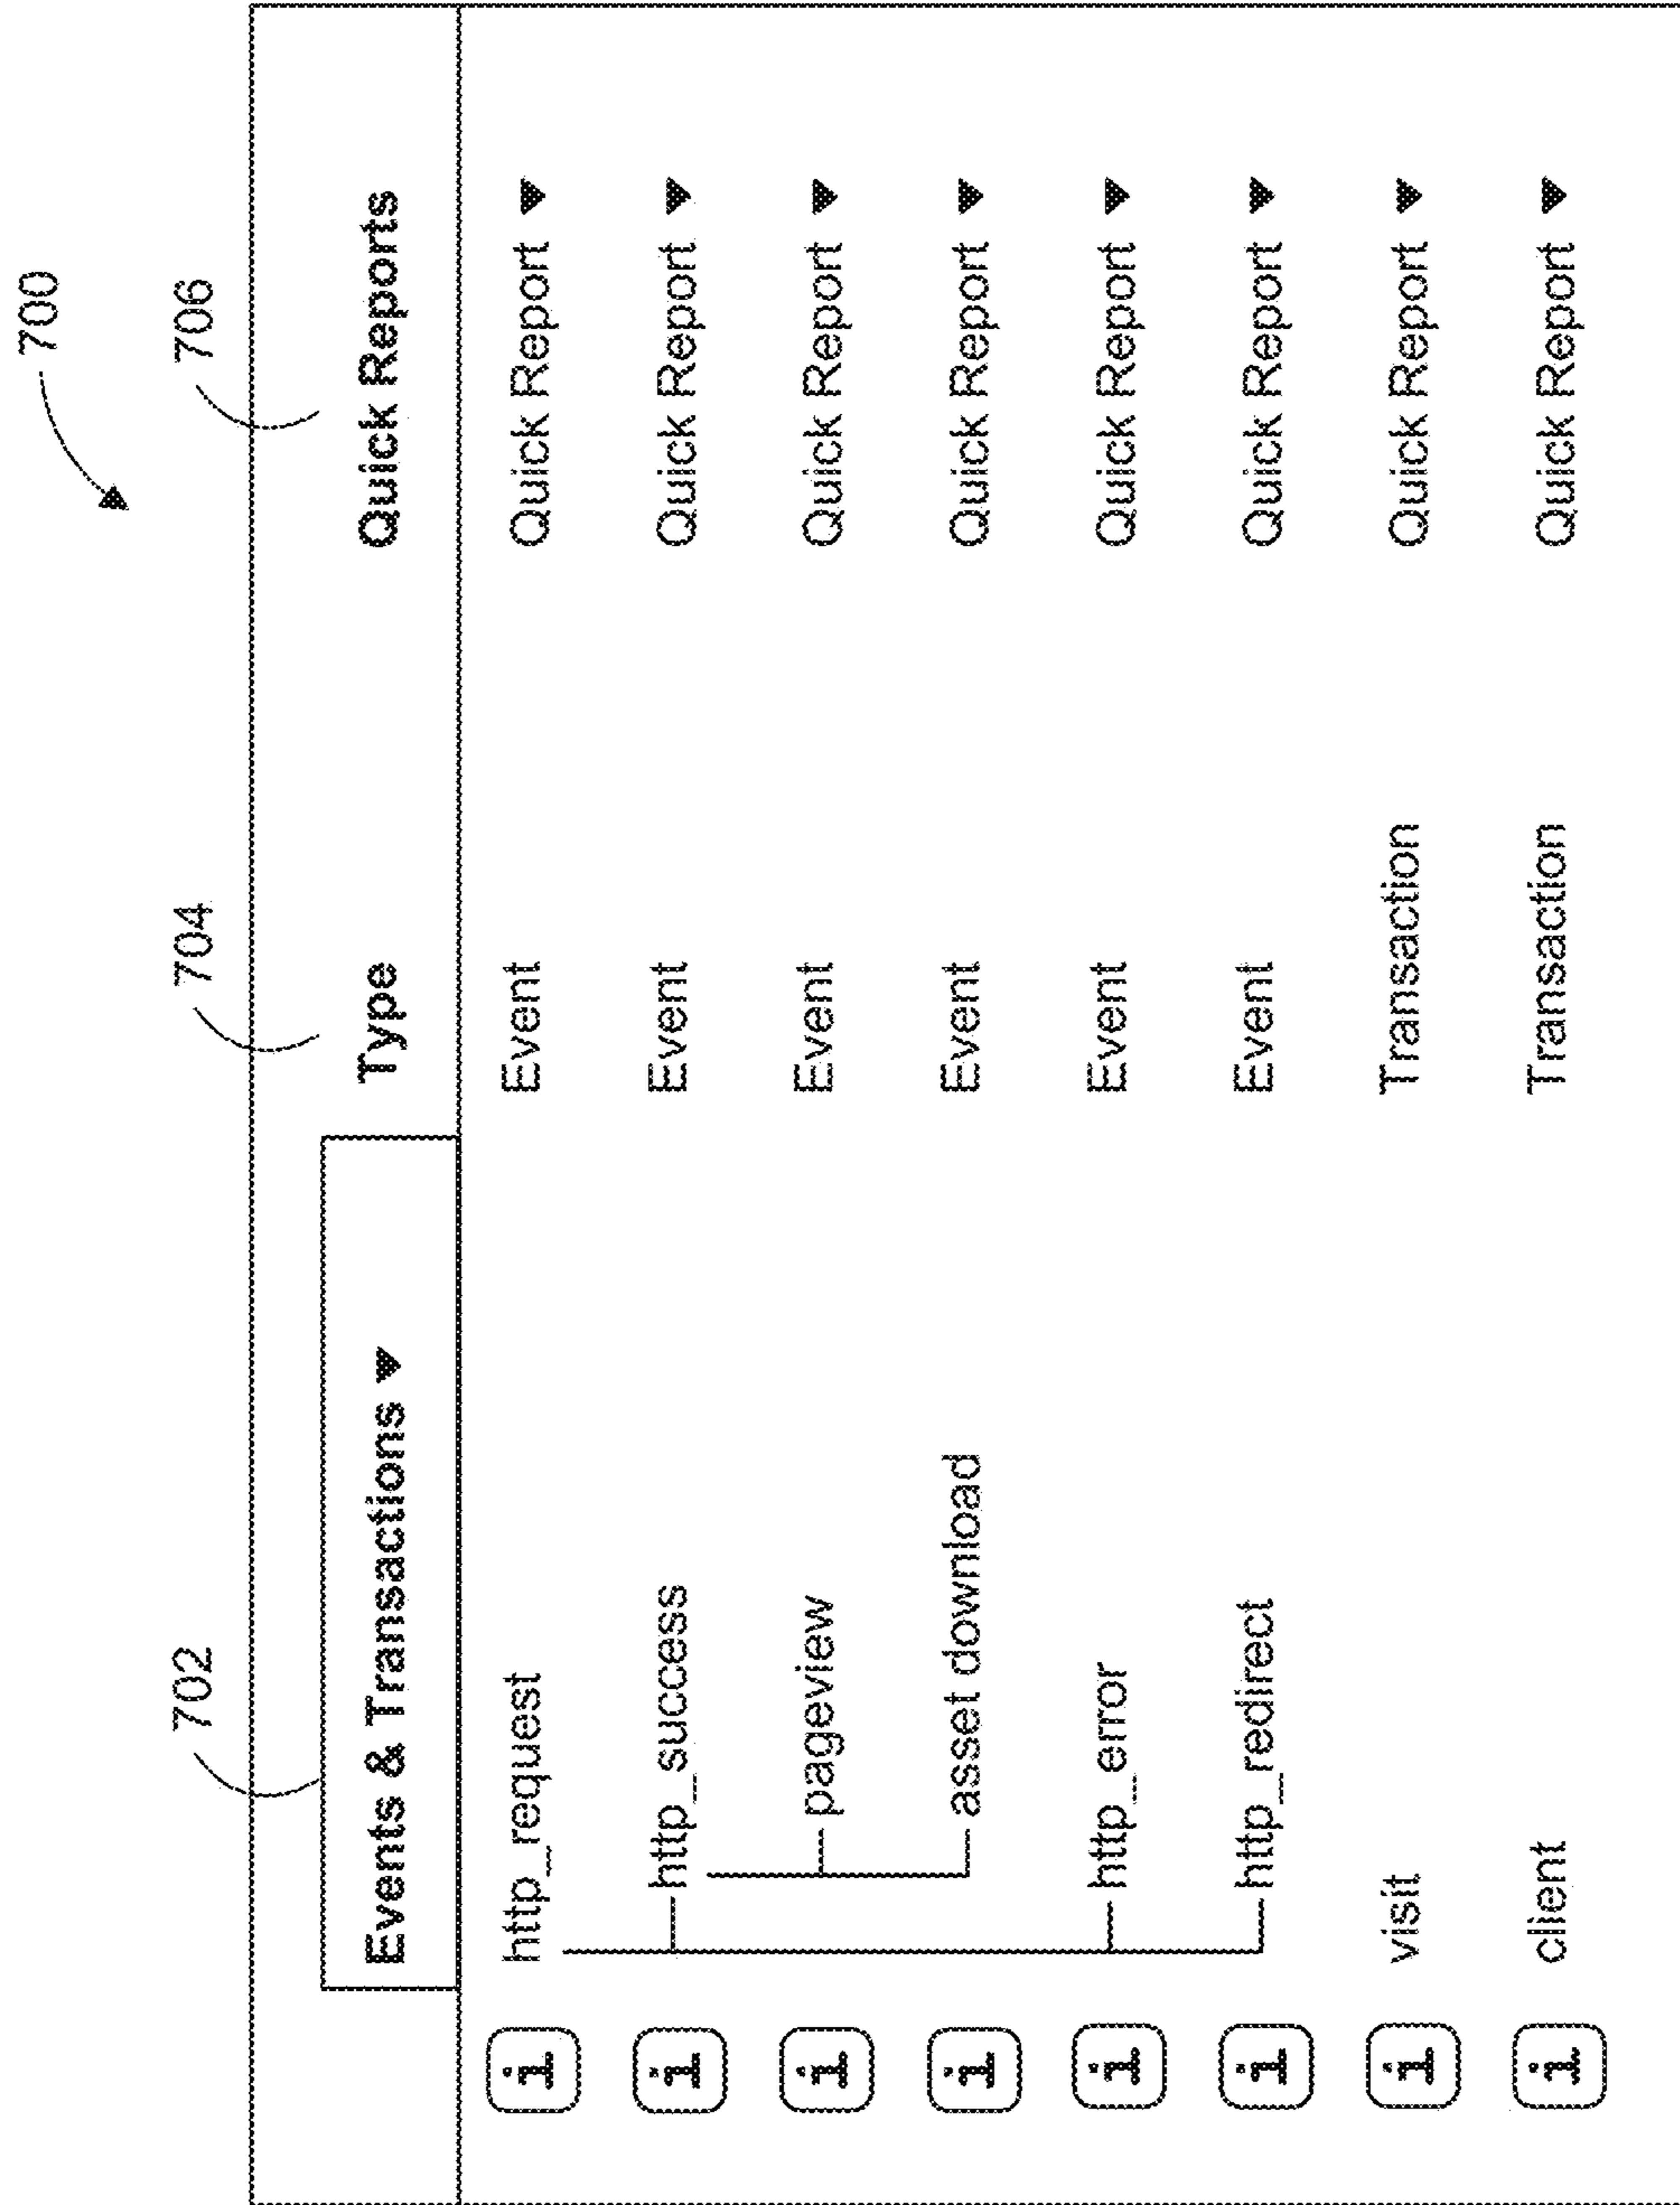 700
702 704 706
Events & Transactions ▼ Type Quick Reports
i http_request Event Quick Report ▼
i http_success Event Quick Report ▼
i pageview Event Quick Report ▼
i asset download Event Quick Report ▼
i http_error Event Quick Report ▼
i http_redirect Event Quick Report ▼
i visit Transaction Quick Report ▼
i client Transaction Quick Report ▼